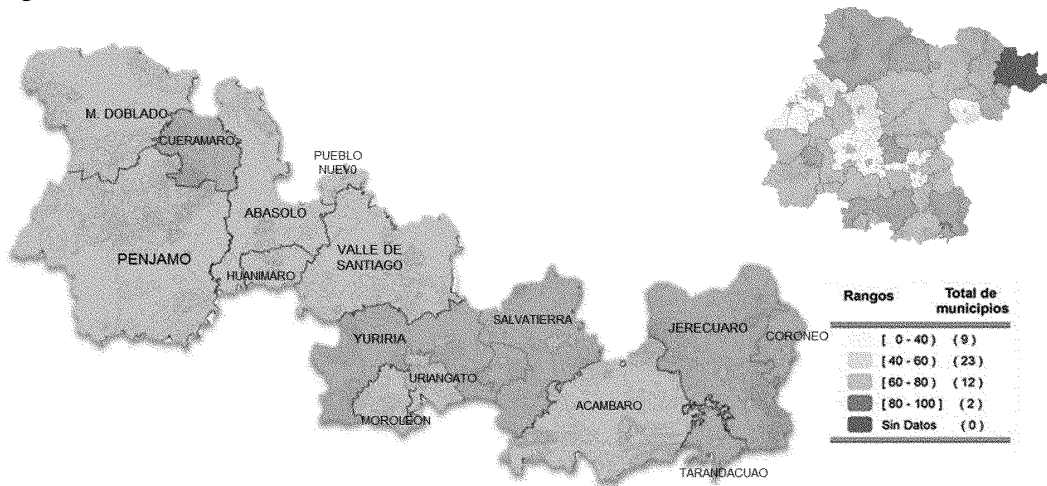 M. DOBLADO
CUERAMARO
PUEBLO
NUEV0
ABASOLO
PENJAMO
HUANIMARO
VALLE DE
SANTIAGO
YURIRIA
SALVATIERRA
URIANGATO
MOROLEON
ACAMBARO
JERECUARO
CORONEO
TARANDACUAO
Rangos Total de
municipios
[ 0 - 40 ) ( 9 )
[ 40 - 60 ) ( 23 )
[ 60 - 80 ) ( 12 )
[ 80 - 100 ] ( 2 )
Sin Datos ( 0 )